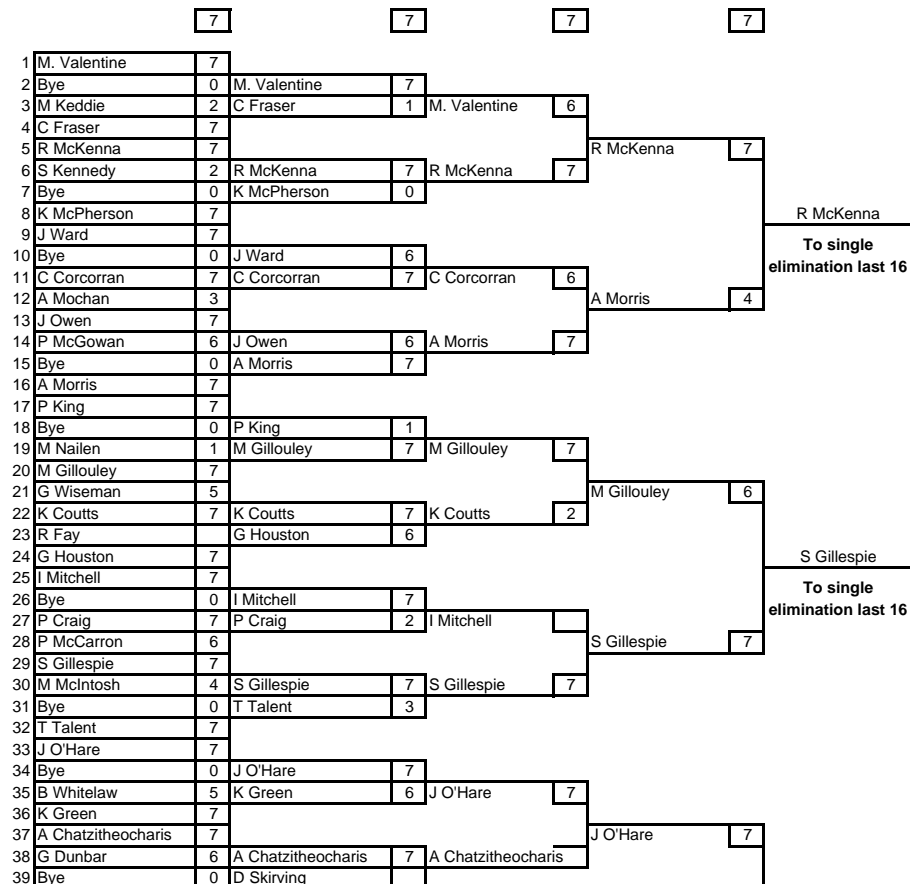 7 7 7 7
1 M. Valentine 7
2 Bye 0 M. Valentine 7
3 M Keddie 2 C Fraser 1 M. Valentine 6
4 C Fraser 7
5 R McKenna 7 R McKenna 7
6 S Kennedy 2 R McKenna 7 R McKenna 7
7 Bye 0 K McPherson 0
8 K McPherson 7 R McKenna
9 J Ward 7
10 Bye 0 J Ward 6 To single
elimination last 16
11 C Corcorran 7 C Corcorran 7 C Corcorran 6
12 A Mochan 3 A Morris 4
13 J Owen 7
14 P McGowan 6 J Owen 6 A Morris 7
15 Bye 0 A Morris 7
16 A Morris 7
17 P King 7
18 Bye 0 P King 1
19 M Nailen 1 M Gillouley 7 M Gillouley 7
20 M Gillouley 7
21 G Wiseman 5 M Gillouley 6
22 K Coutts 7 K Coutts 7 K Coutts 2
23 R Fay G Houston 6
24 G Houston 7 S Gillespie
25 I Mitchell 7
26 Bye 0 I Mitchell 7 To single
elimination last 16
27 P Craig 7 P Craig 2 I Mitchell
28 P McCarron 6 S Gillespie 7
29 S Gillespie 7
30 M McIntosh 4 S Gillespie 7 S Gillespie 7
31 Bye 0 T Talent 3
32 T Talent 7
33 J O'Hare 7
34 Bye 0 J O'Hare 7
35 B Whitelaw 5 K Green 6 J O'Hare 7
36 K Green 7
37 A Chatzitheocharis 7 J O'Hare 7
38 G Dunbar 6 A Chatzitheocharis 7 A Chatzitheocharis
39 Bye 0 D Skirving